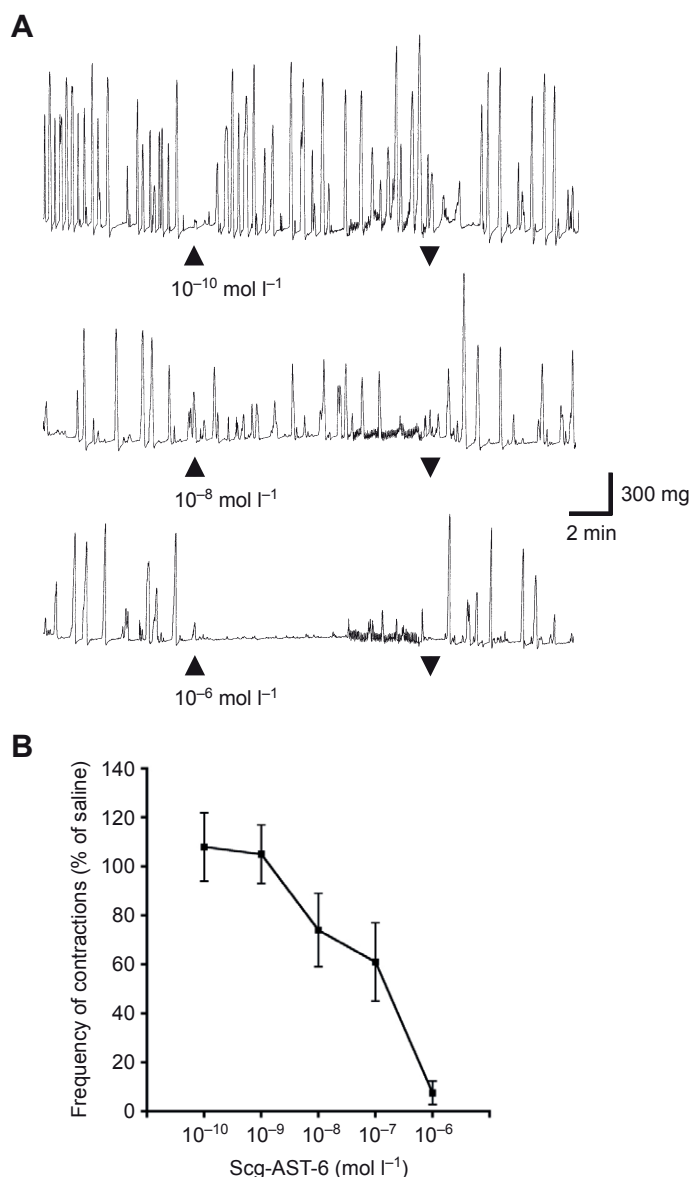 A
10⁻¹⁰ mol l⁻¹
10⁻⁸ mol l⁻¹
300 mg
2 min
10⁻⁶ mol l⁻¹
B
Frequency of contractions (% of saline)
140
120
100
80
60
40
20
0
10⁻¹⁰ 10⁻⁹ 10⁻⁸ 10⁻⁷ 10⁻⁶
Scg-AST-6 (mol l⁻¹)